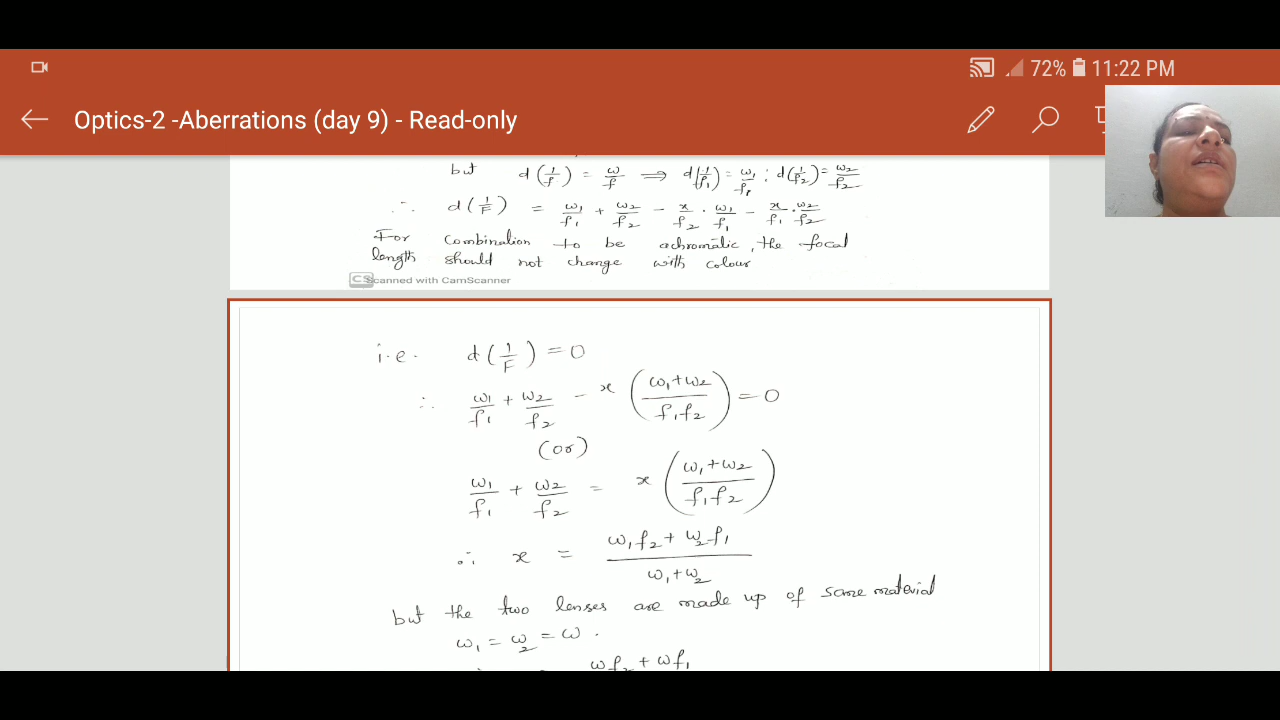 72% 11:22 PM
Optics-2 -Aberrations (day 9) - Read-only
but d(1/f) = ω/f ⟹ d(1/f₁) = ω₁/f₁ ; d(1/f₂) = ω₂/f₂
∴ d(1/F) = ω₁/f₁ + ω₂/f₂ − x/f₂ · ω₁/f₁ − x/f₁ · ω₂/f₂
For combination to be achromatic, the focal
length should not change with colour
CS Scanned with CamScanner
i.e. d(1/F) = 0
∴ ω₁/f₁ + ω₂/f₂ − x((ω₁+ω₂)/(f₁f₂)) = 0
(or)
ω₁/f₁ + ω₂/f₂ = x((ω₁+ω₂)/(f₁f₂))
∴ x = (ω₁f₂ + ω₂f₁)/(ω₁+ω₂)
but the two lenses are made up of same material
ω₁ = ω₂ = ω .
ωf₂ + ωf₁